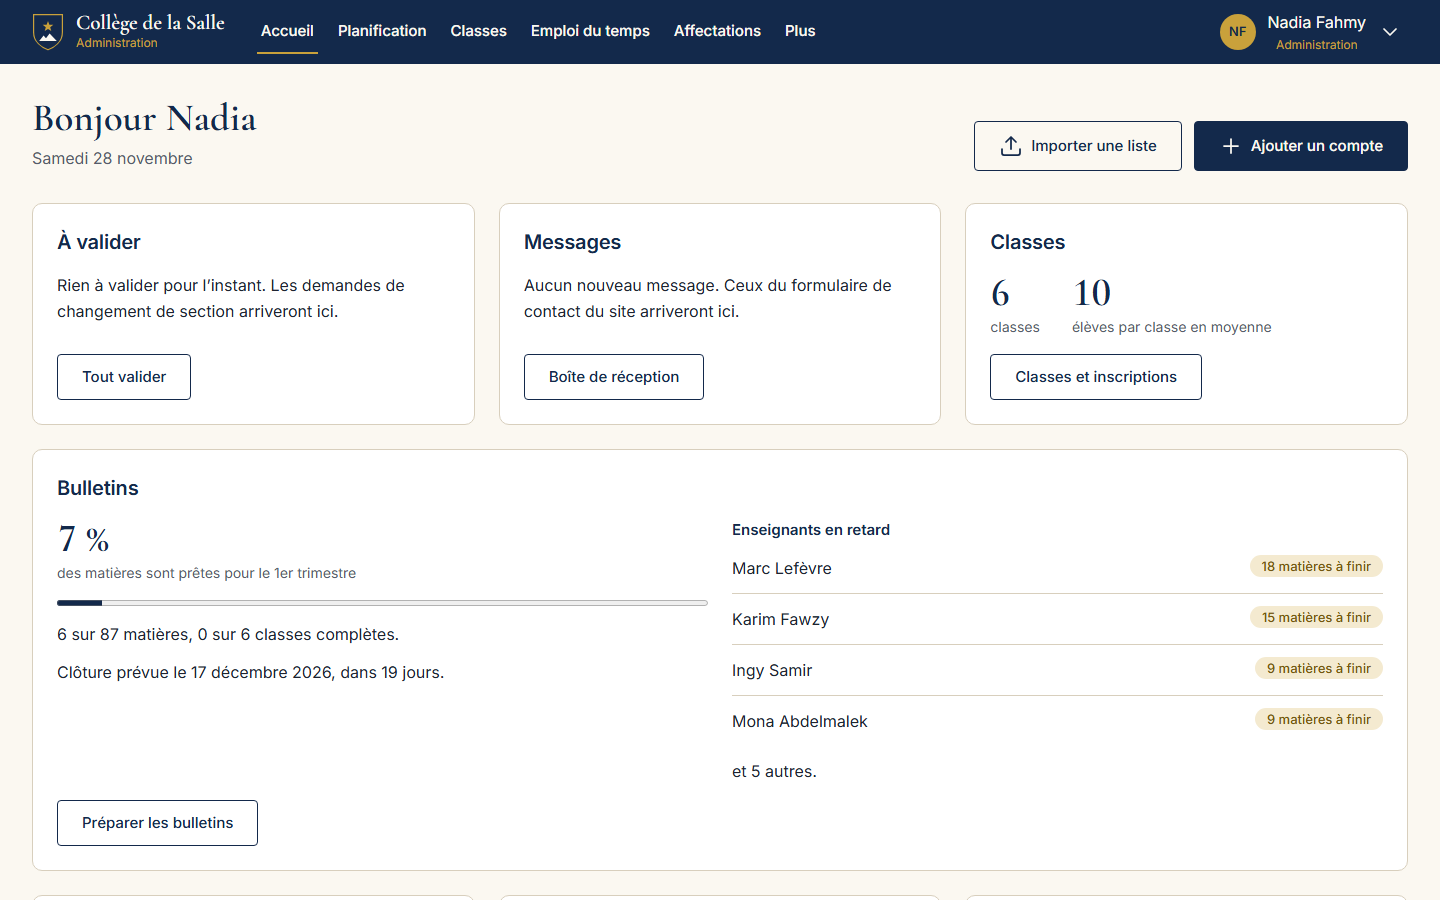 Collège de la Salle
Administration
Accueil
Planification
Classes
Emploi du temps
Affectations
Plus
NF
Nadia Fahmy
Administration
Bonjour Nadia
Samedi 28 novembre
Importer une liste
Ajouter un compte
À valider
Rien à valider pour l’instant. Les demandes de
changement de section arriveront ici.
Tout valider
Messages
Aucun nouveau message. Ceux du formulaire de
contact du site arriveront ici.
Boîte de réception
Classes
6
classes
10
élèves par classe en moyenne
Classes et inscriptions
Bulletins
7 %
des matières sont prêtes pour le 1er trimestre
6 sur 87 matières, 0 sur 6 classes complètes.
Clôture prévue le 17 décembre 2026, dans 19 jours.
Enseignants en retard
Marc Lefèvre
18 matières à finir
Karim Fawzy
15 matières à finir
Ingy Samir
9 matières à finir
Mona Abdelmalek
9 matières à finir
et 5 autres.
Préparer les bulletins